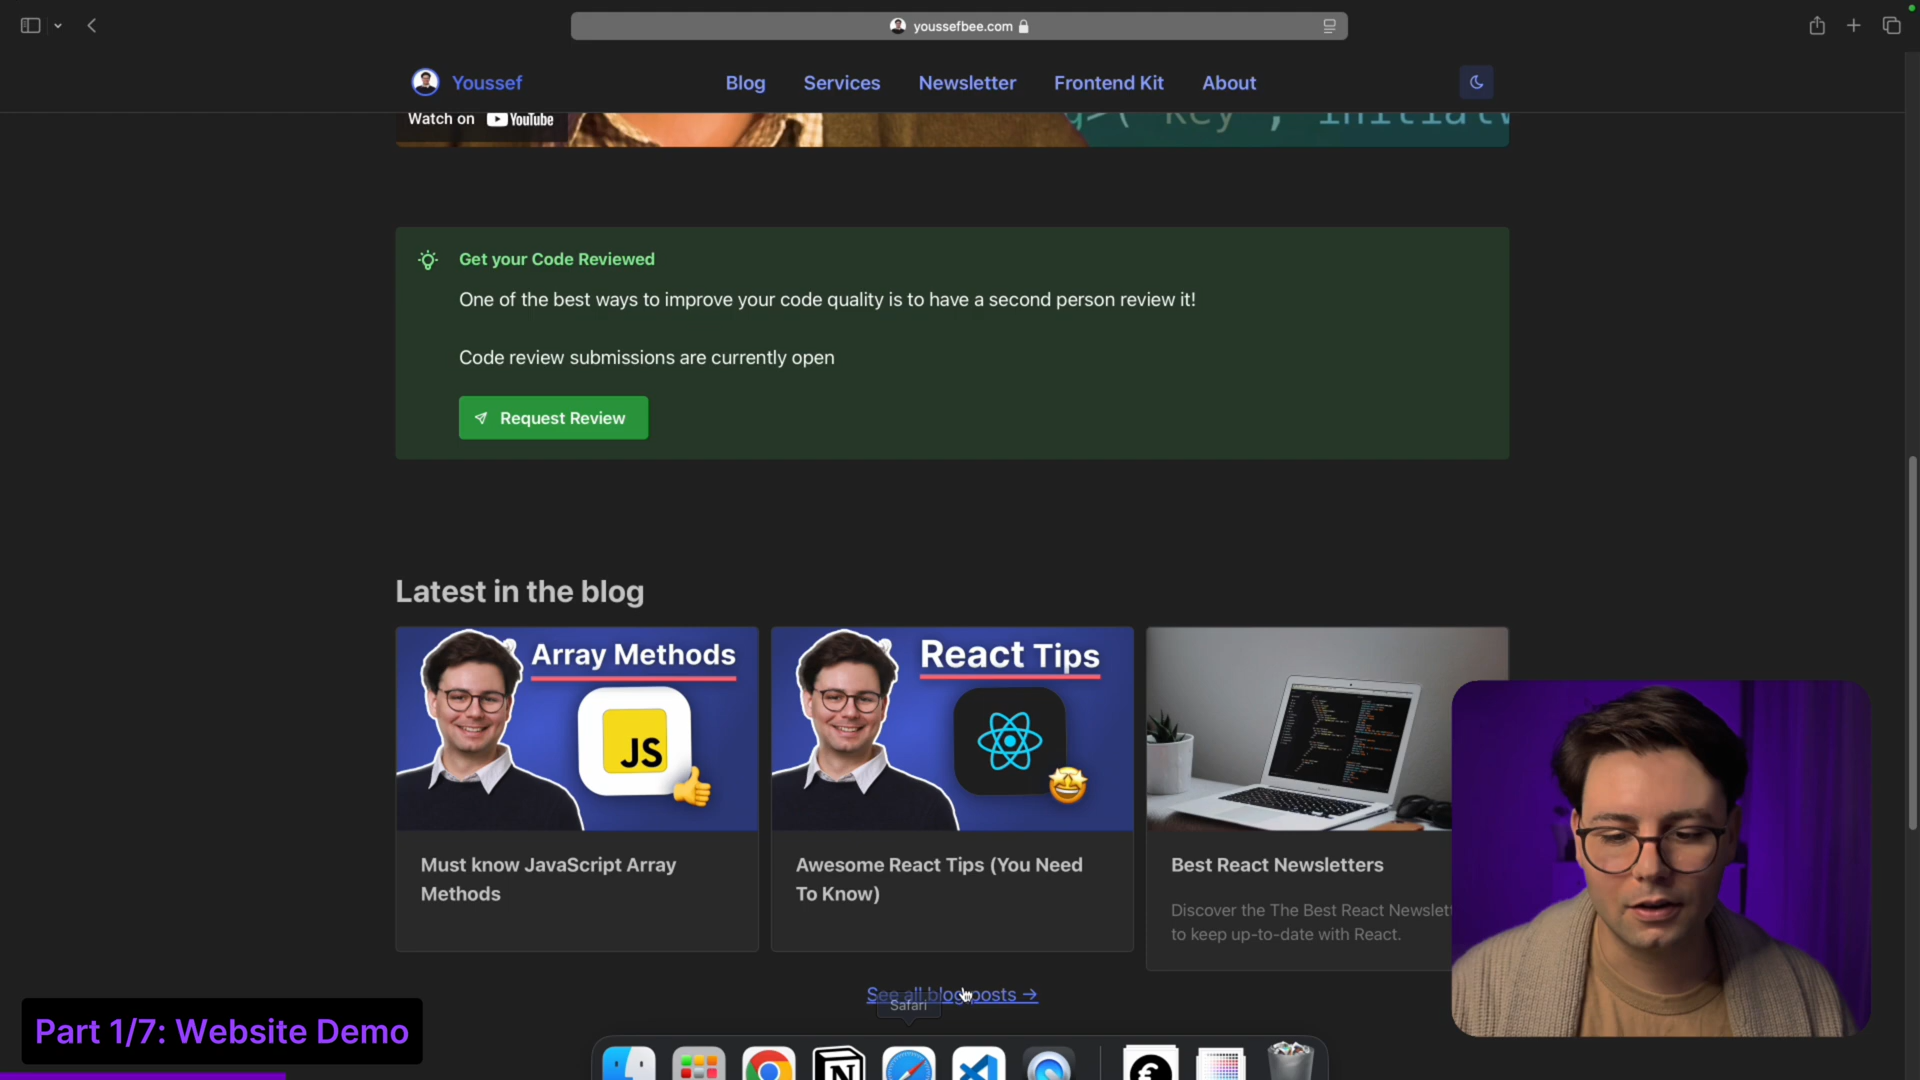 youssefbee.com
Youssef
Blog
Services
Newsletter
Frontend Kit
About
Watch on YouTube
Get your Code Reviewed
One of the best ways to improve your code quality is to have a second person review it!
Code review submissions are currently open
Request Review
Latest in the blog
Array Methods
JS
React Tips
Must know JavaScript Array
Methods
Awesome React Tips (You Need
To Know)
Best React Newsletters
Discover the The Best React Newslet
to keep up-to-date with React.
See all blog posts →
Safari
Part 1/7: Website Demo